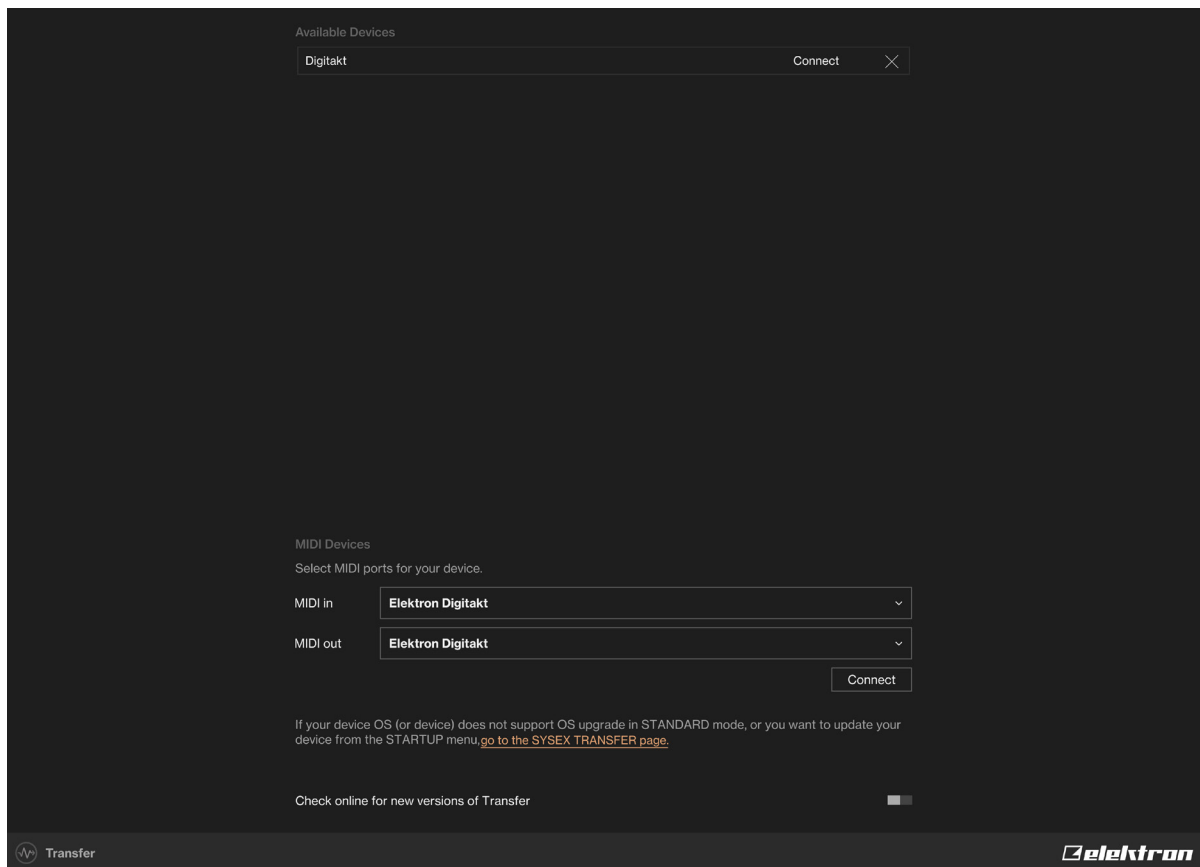 Available Devices
Digitakt Connect
MIDI Devices
Select MIDI ports for your device.
MIDI in Elektron Digitakt
MIDI out Elektron Digitakt
Connect
If your device OS (or device) does not support OS upgrade in STANDARD mode, or you want to update your
device from the STARTUP menu,go to the SYSEX TRANSFER page.
Check online for new versions of Transfer
Transfer elektron